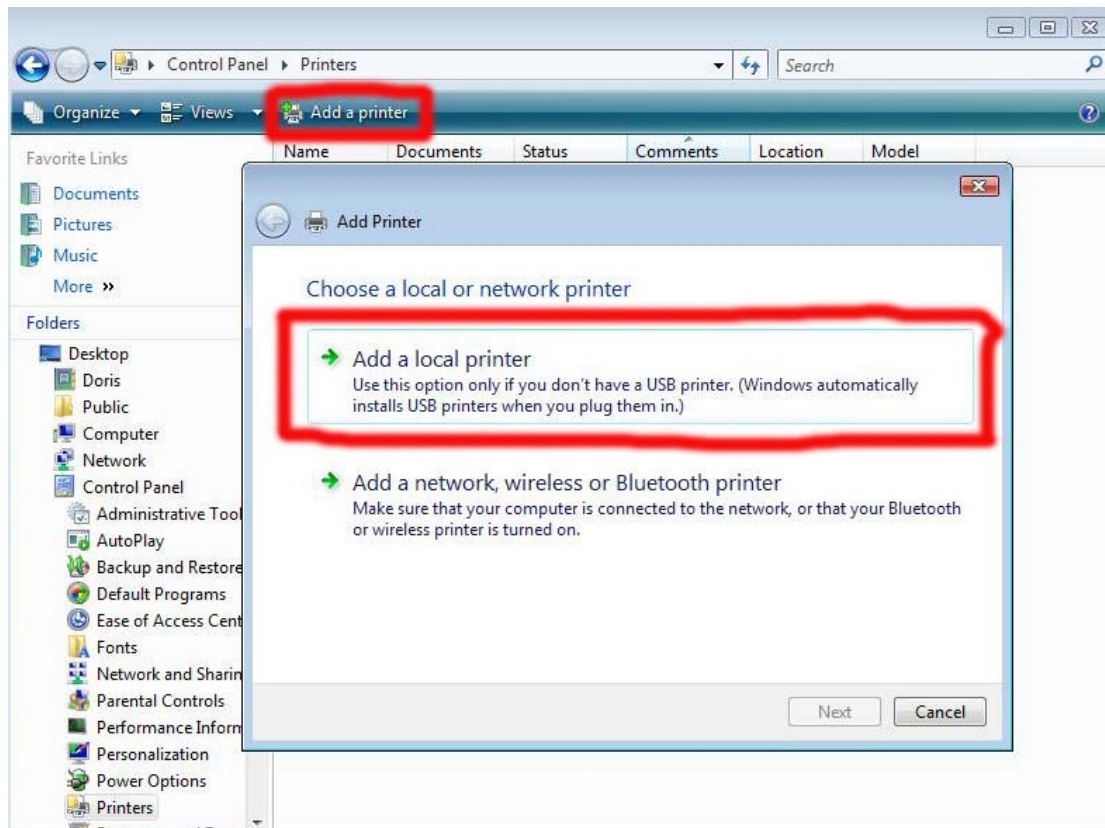 Control Panel ▸ Printers
Search
Organize Views Add a printer
Favorite Links
Name Documents Status Comments Location Model
Documents
Pictures
Music
More »
Folders
Desktop
Doris
Public
Computer
Network
Control Panel
Administrative Tool
AutoPlay
Backup and Restore
Default Programs
Ease of Access Cent
Fonts
Network and Sharin
Parental Controls
Performance Inform
Personalization
Power Options
Printers
Add Printer
Choose a local or network printer
Add a local printer
Use this option only if you don't have a USB printer. (Windows automatically
installs USB printers when you plug them in.)
Add a network, wireless or Bluetooth printer
Make sure that your computer is connected to the network, or that your Bluetooth
or wireless printer is turned on.
Next Cancel